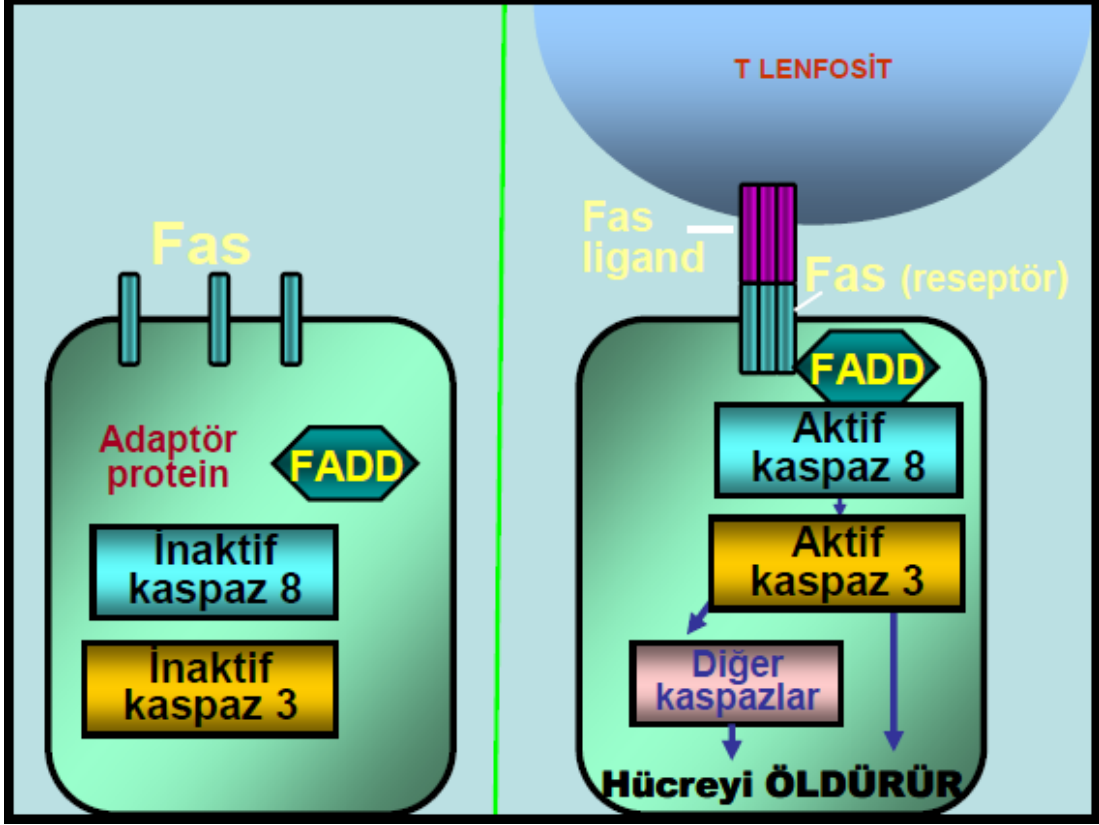 Fas
Adaptör
protein
FADD
İnaktif
kaspaz 8
İnaktif
kaspaz 3
T LENFOSİT
Fas
ligand
Fas (reseptör)
FADD
Aktif
kaspaz 8
Aktif
kaspaz 3
Diğer
kaspazlar
Hücreyi ÖLDÜRÜR